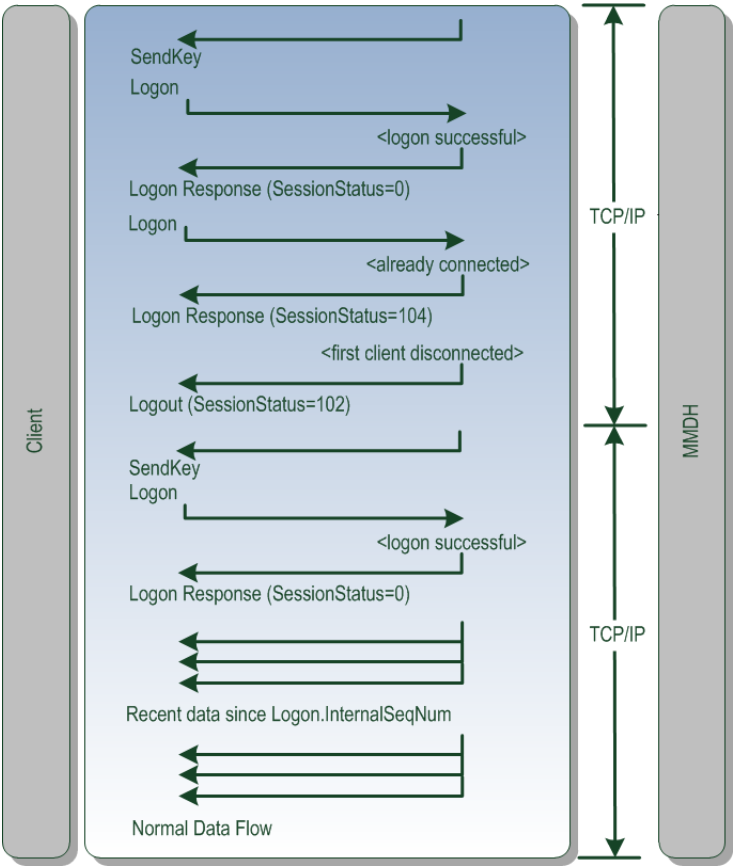 SendKey
Logon
<logon successful>
Logon Response (SessionStatus=0)
Logon
TCP/IP
<already connected>
Logon Response (SessionStatus=104)
<first client disconnected>
Logout (SessionStatus=102)
Client
MMDH
SendKey
Logon
<logon successful>
Logon Response (SessionStatus=0)
TCP/IP
Recent data since Logon.InternalSeqNum
Normal Data Flow